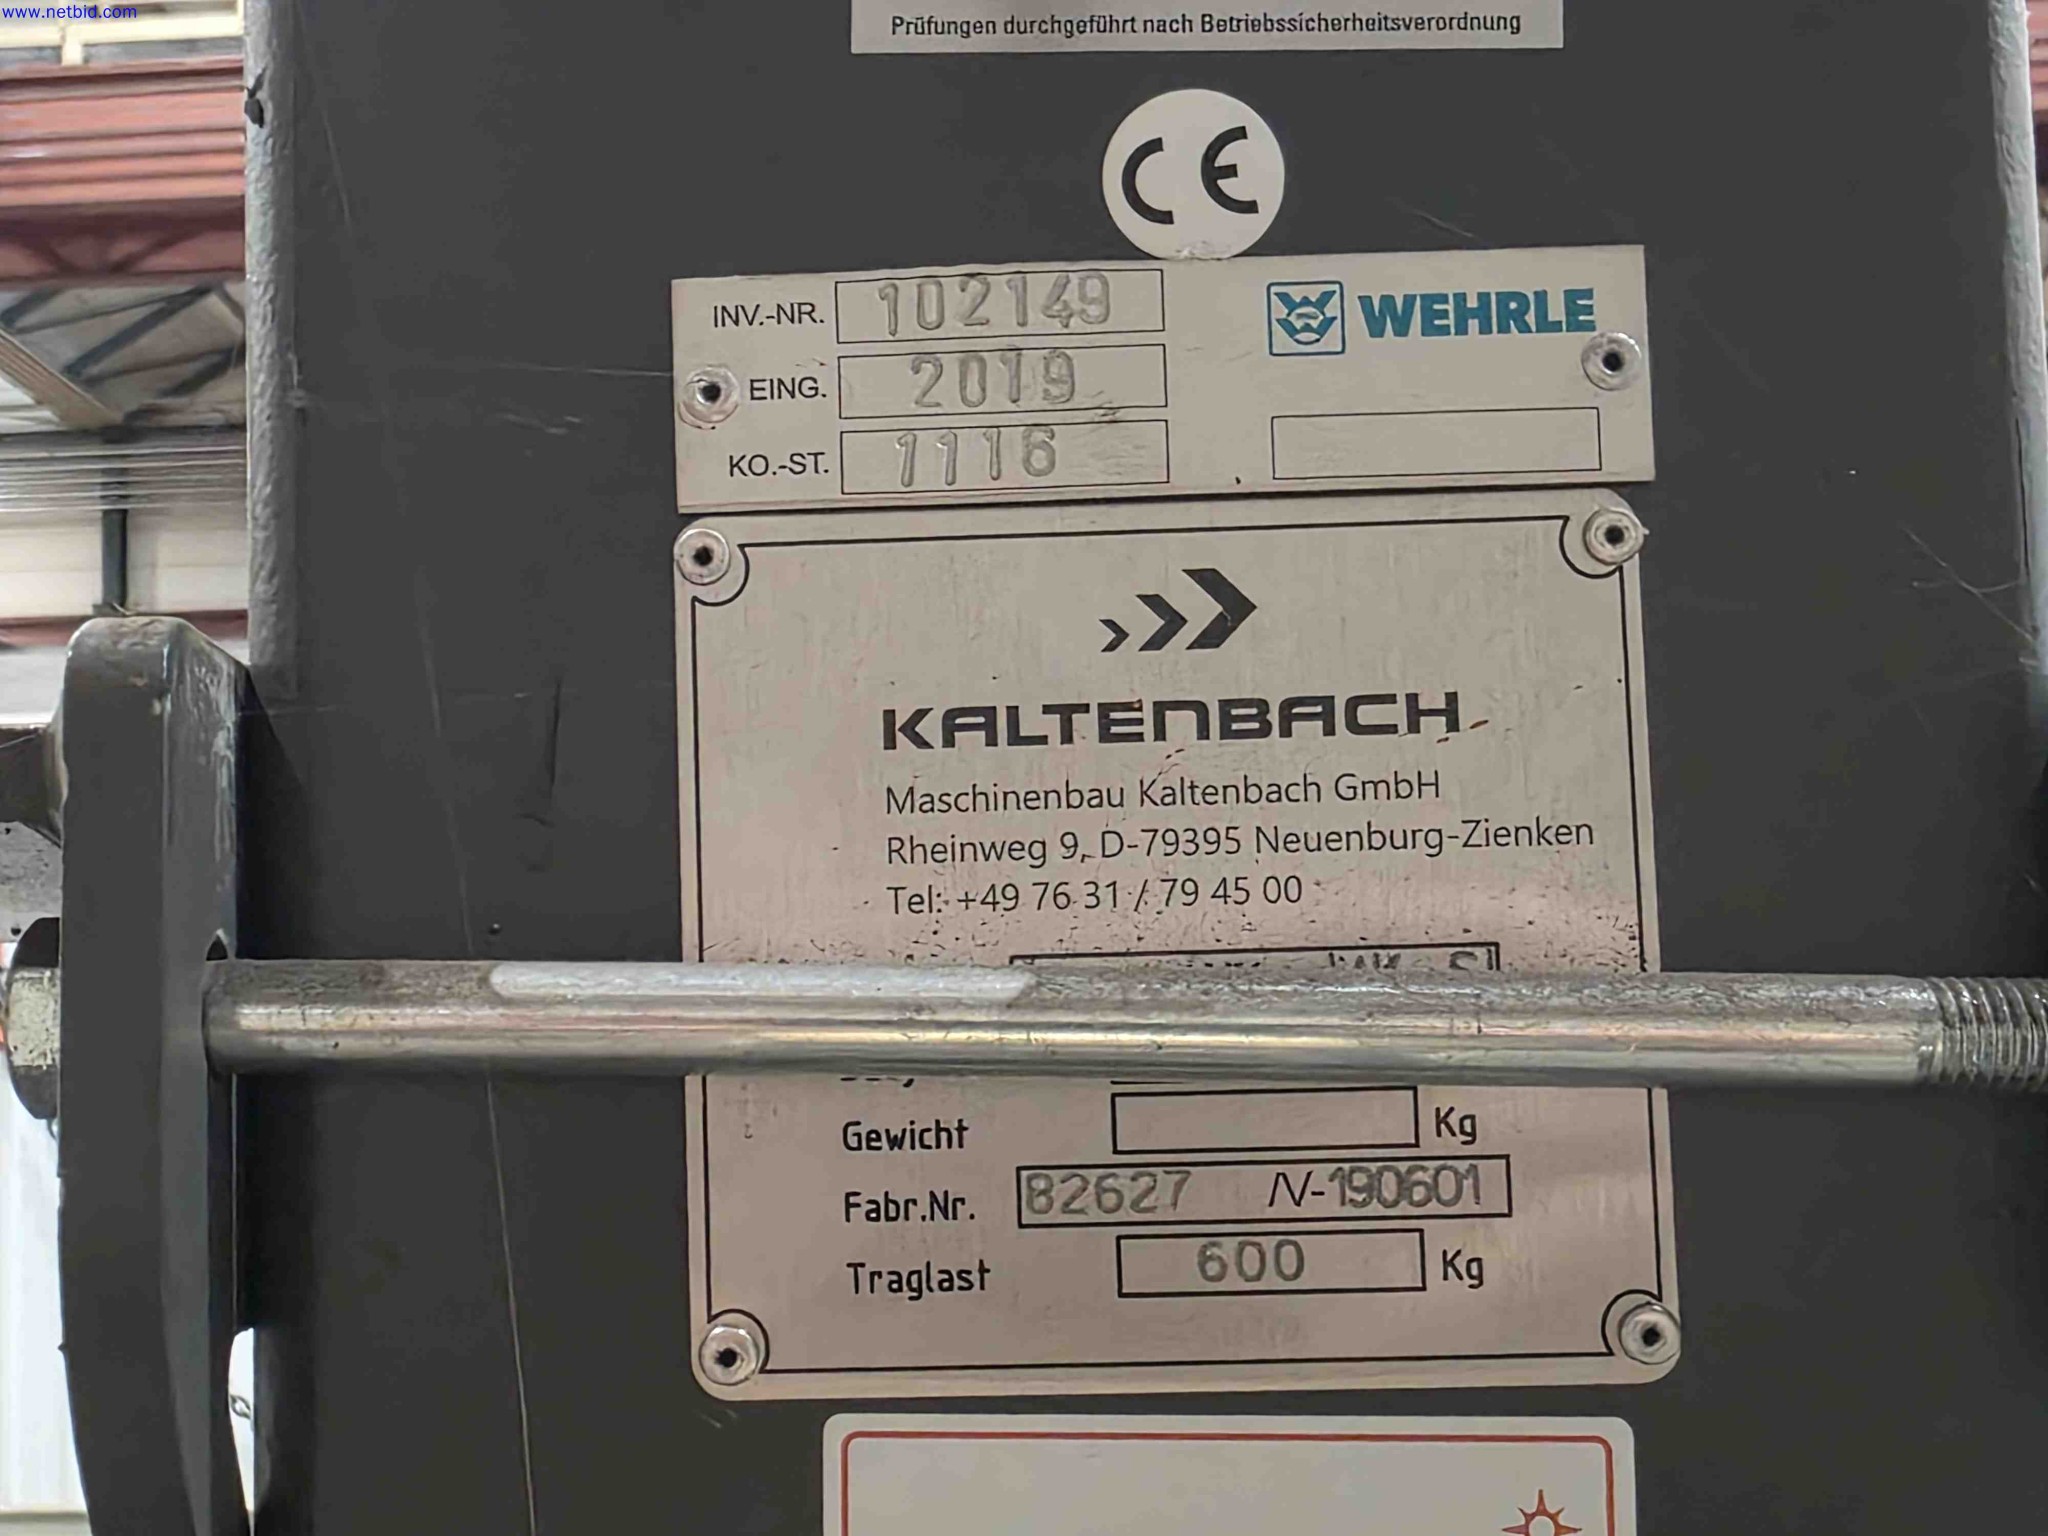 www.netbid.com
Prüfungen durchgeführt nach Betriebssicherheitsverordnung
CE
INV.-NR. 102149
WEHRLE
EING. 2019
KO.-ST. 1116
KALTENBACH
Maschinenbau Kaltenbach GmbH
Rheinweg 9, D-79395 Neuenburg-Zienken
Tel: +49 76 31 / 79 45 00
Gewicht Kg
Fabr.Nr. 82627 N-190601
Traglast 600 Kg